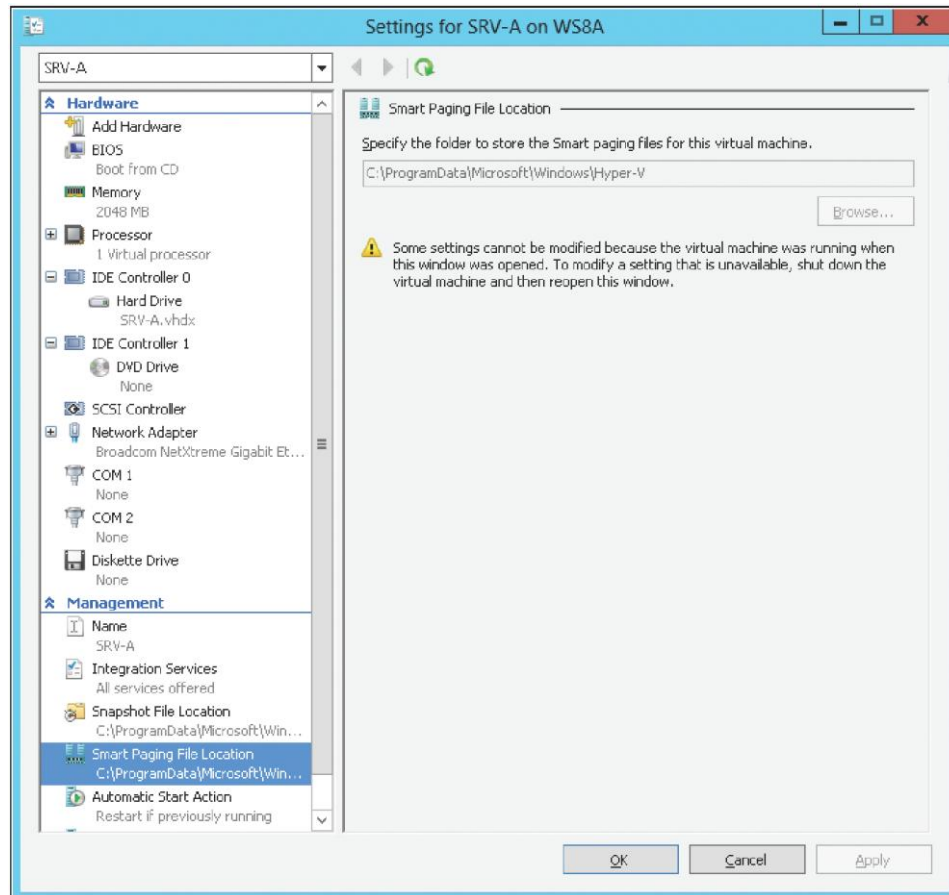 Settings for SRV-A on WS8A
SRV-A
Hardware
Add Hardware
BIOS
Boot from CD
Memory
2048 MB
Processor
1 Virtual processor
IDE Controller 0
Hard Drive
SRV-A.vhdx
IDE Controller 1
DVD Drive
None
SCSI Controller
Network Adapter
Broadcom NetXtreme Gigabit Et...
COM 1
None
COM 2
None
Diskette Drive
None
Management
Name
SRV-A
Integration Services
All services offered
Snapshot File Location
C:\ProgramData\Microsoft\Win...
Smart Paging File Location
C:\ProgramData\Microsoft\Win...
Automatic Start Action
Restart if previously running
Smart Paging File Location
Specify the folder to store the Smart paging files for this virtual machine.
C:\ProgramData\Microsoft\Windows\Hyper-V
Browse...
Some settings cannot be modified because the virtual machine was running when
this window was opened. To modify a setting that is unavailable, shut down the
virtual machine and then reopen this window.
OK
Cancel
Apply